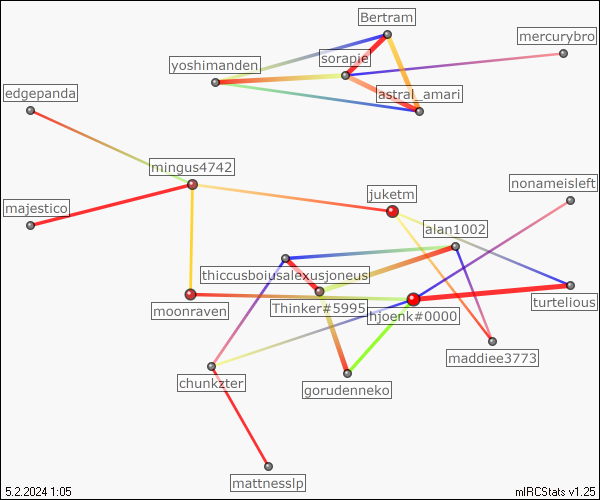 Bertram
mercurybro
sorapie
yoshimanden
astral_amari
edgepanda
mingus4742
nonameisleft
juketm
majestico
alan1002
thiccusboiusalexusjoneus
turtelious
moonraven
Thinker#5995
hjoenk#0000
maddiee3773
chunkzter
gorudenneko
mattnesslp
5.2.2024 1:05
mIRCStats v1.25